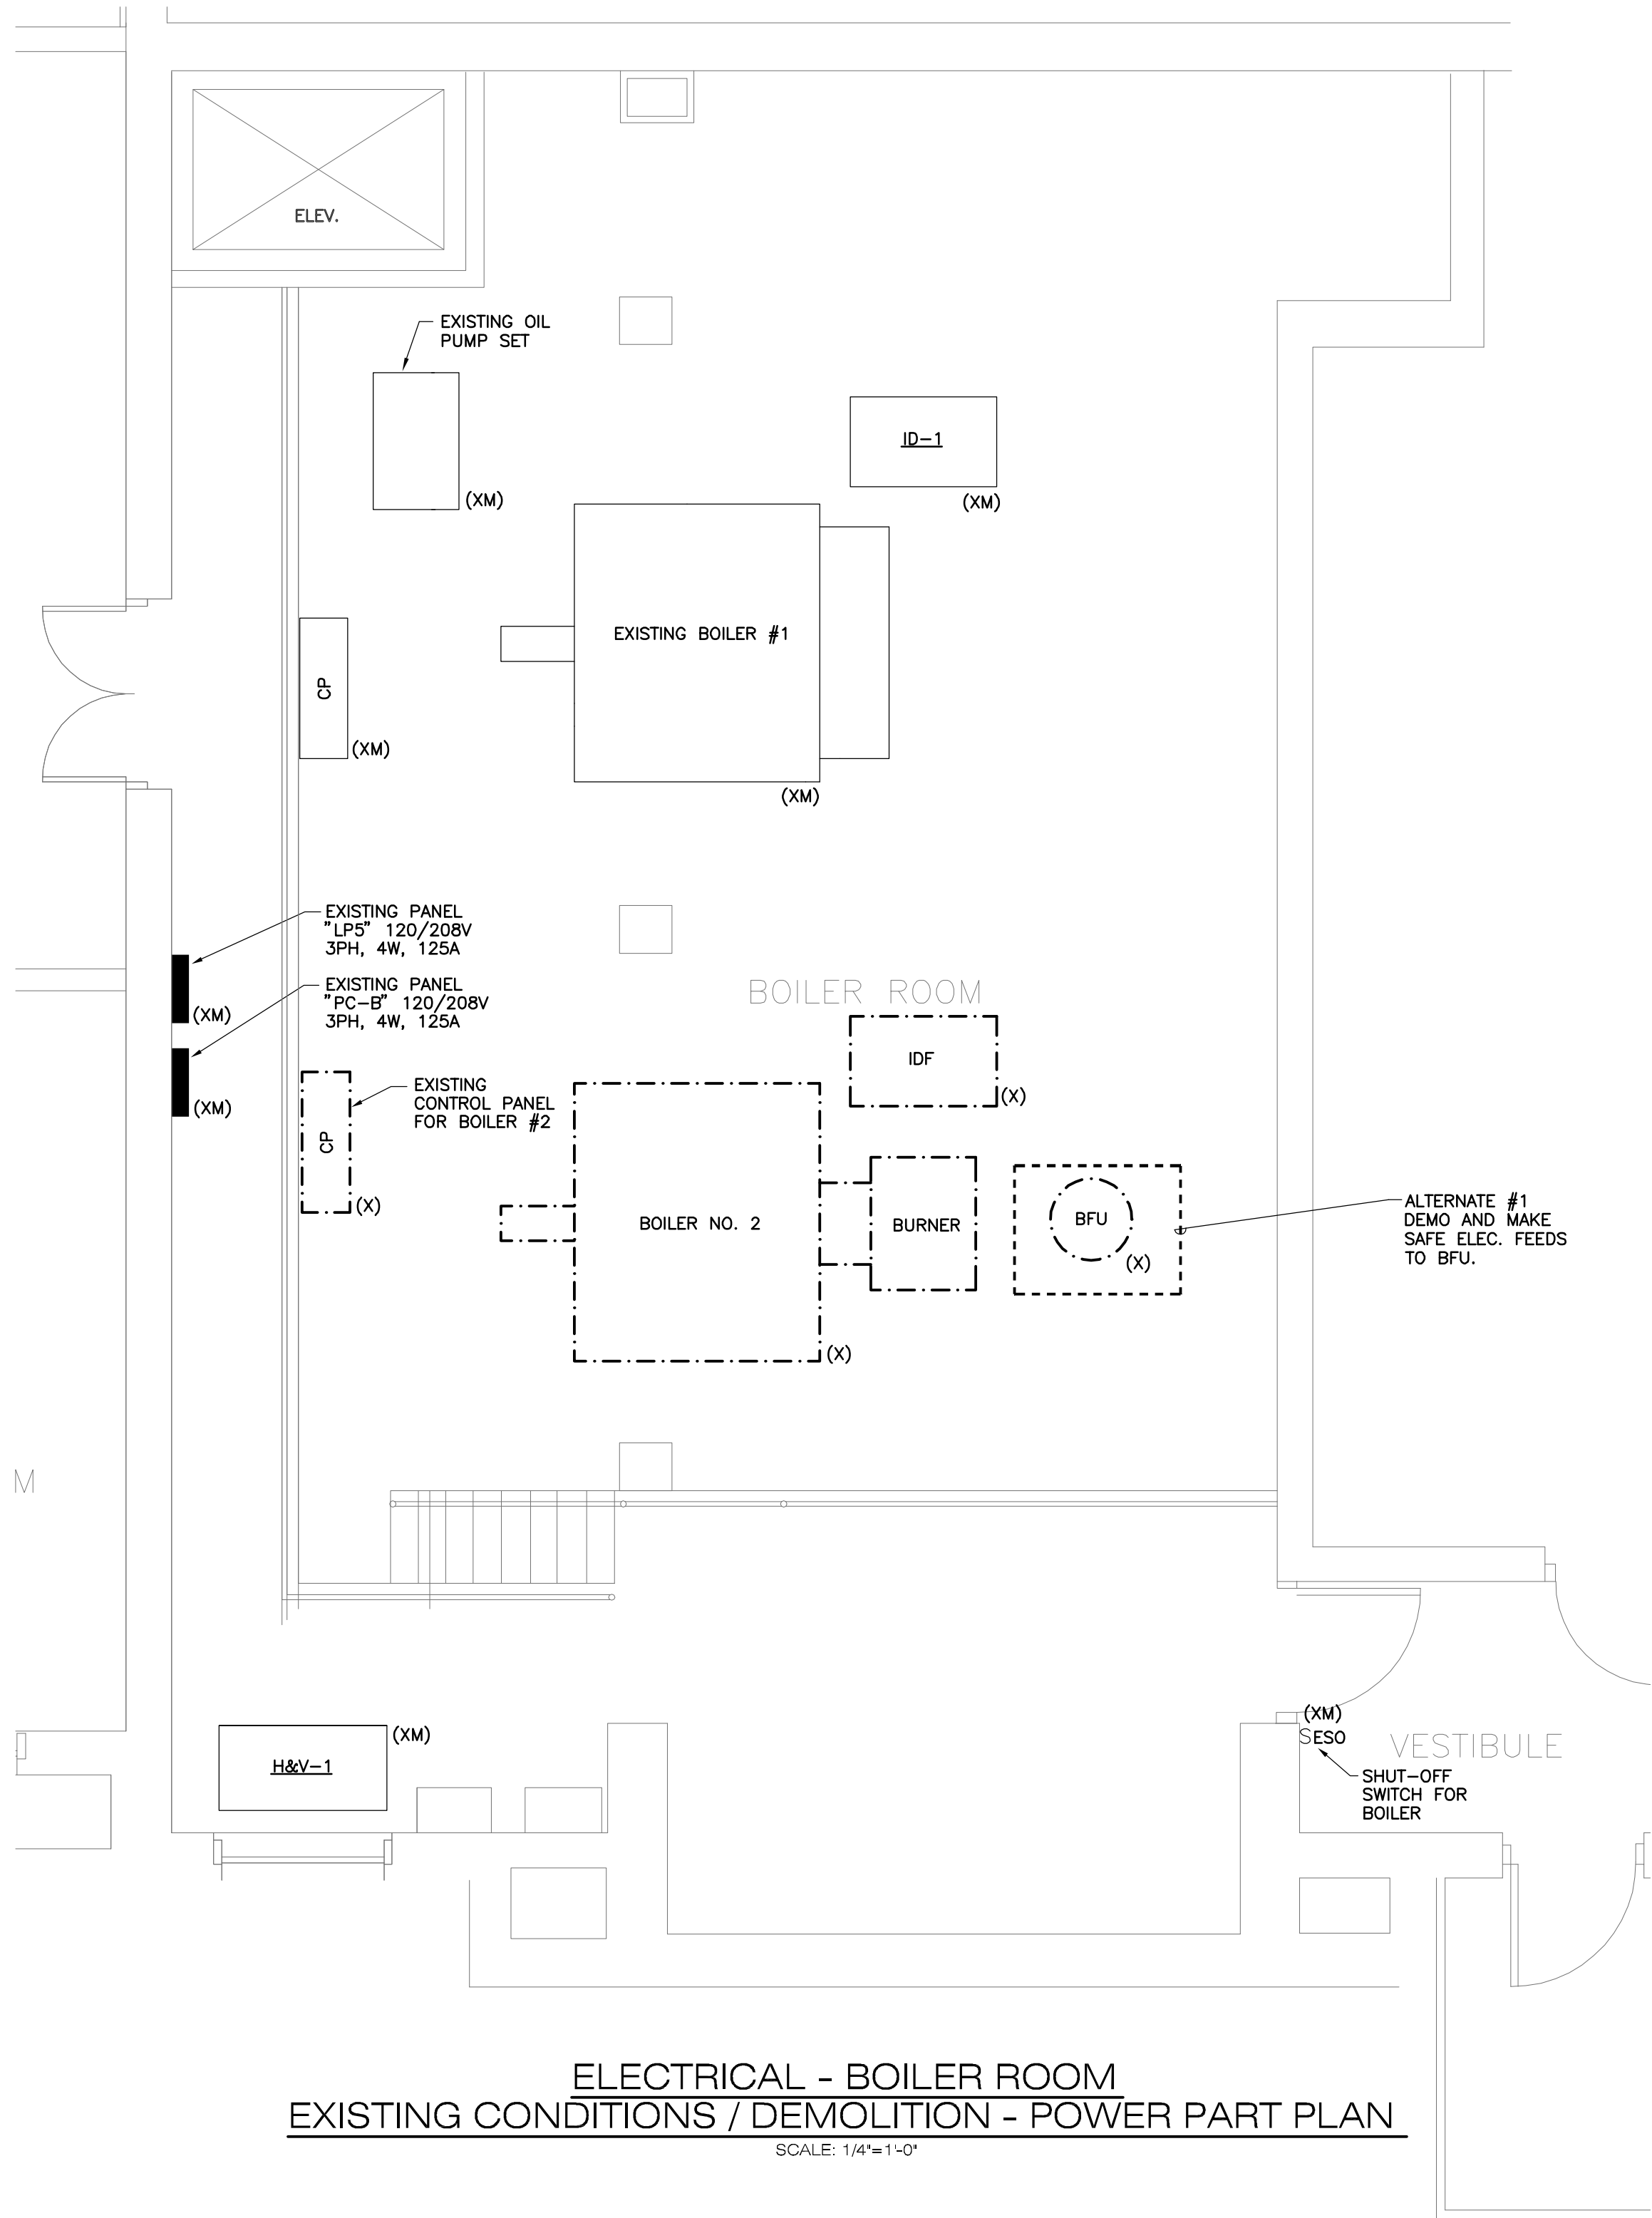 ELEV.
EXISTING OIL
PUMP SET
(XM)
ID-1
(XM)
EXISTING BOILER #1
(XM)
CP
(XM)
EXISTING PANEL
"LP5" 120/208V
3PH, 4W, 125A
(XM)
EXISTING PANEL
"PC-B" 120/208V
3PH, 4W, 125A
(XM)
BOILER ROOM
IDF
(X)
EXISTING
CONTROL PANEL
FOR BOILER #2
CP
(X)
BOILER NO. 2
(X)
BURNER
BFU
(X)
ALTERNATE #1
DEMO AND MAKE
SAFE ELEC. FEEDS
TO BFU.
M
H&V-1
(XM)
(XM)
SESO
VESTIBULE
SHUT-OFF
SWITCH FOR
BOILER
ELECTRICAL - BOILER ROOM
EXISTING CONDITIONS / DEMOLITION - POWER PART PLAN
SCALE: 1/4"=1'-0"